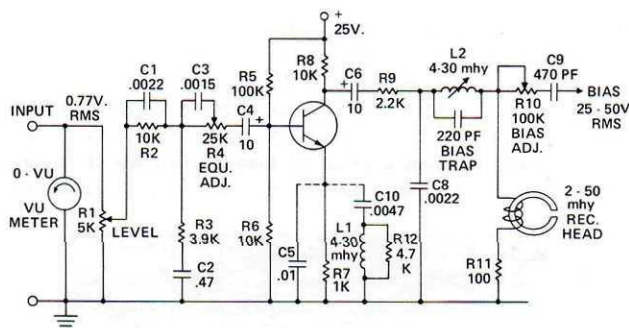 +
25V.
C1
.0022
C3
.0015
R5
100K
R8
10K
C6
10
R9
2.2K
L2
4-30 mhy
C9
470 PF
BIAS
25 - 50V
RMS
R10
100K
BIAS
ADJ.
220 PF
BIAS
TRAP
INPUT
0.77V.
RMS
C4
+
10
+
10K
R2
25K
R4
EQU.
ADJ.
0 - VU
VU
METER
R1
5K
LEVEL
R3
3.9K
C2
.47
R6
10K
C5
.01
R7
1K
L1
4-30
mhy
C10
.0047
R12
4.7
K
C8
.0022
2 - 50
mhy
REC.
HEAD
R11
100